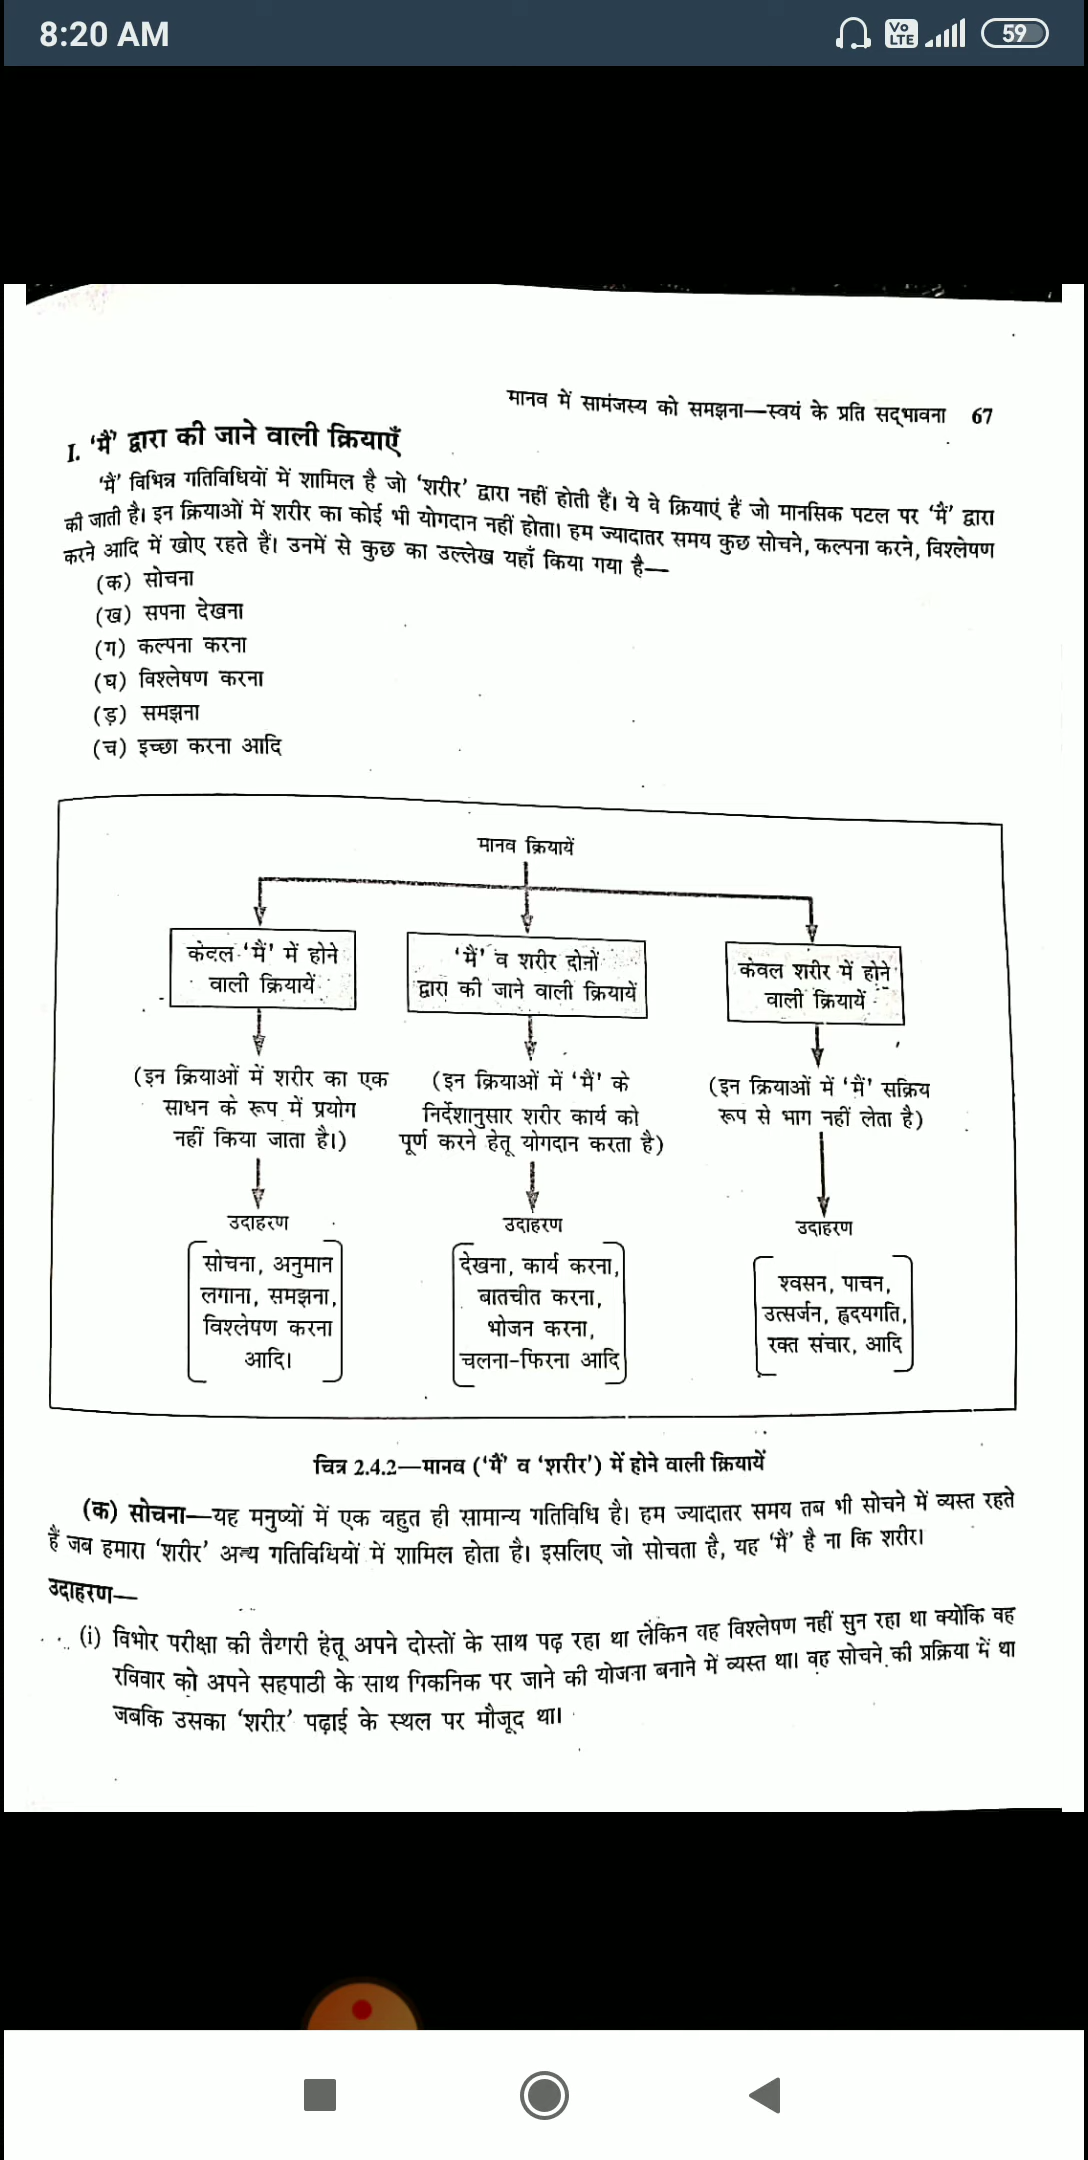 8:20 AM
Vo LTE
59
मानव में सामंजस्य को समझना—स्वयं के प्रति सद्भावना 67
I. ‘मैं’ द्वारा की जाने वाली क्रियाएँ
‘मैं’ विभिन्न गतिविधियों में शामिल है जो ‘शरीर’ द्वारा नहीं होती हैं। ये वे क्रियाएं हैं जो मानसिक पटल पर ‘मैं’ द्वारा
की जाती है। इन क्रियाओं में शरीर का कोई भी योगदान नहीं होता। हम ज्यादातर समय कुछ सोचने, कल्पना करने, विश्लेषण
करने आदि में खोए रहते हैं। उनमें से कुछ का उल्लेख यहाँ किया गया है—
(क) सोचना
(ख) सपना देखना
(ग) कल्पना करना
(घ) विश्लेषण करना
(ड़) समझना
(च) इच्छा करना आदि
मानव क्रियायें
केवल ‘मैं’ में होने
वाली क्रियायें
‘मैं’ व शरीर दोनों
द्वारा की जाने वाली क्रियायें
केवल शरीर में होने
वाली क्रियायें
(इन क्रियाओं में शरीर का एक
साधन के रूप में प्रयोग
नहीं किया जाता है।)
(इन क्रियाओं में ‘मैं’ के
निर्देशानुसार शरीर कार्य को
पूर्ण करने हेतू योगदान करता है)
(इन क्रियाओं में ‘मैं’ सक्रिय
रूप से भाग नहीं लेता है)
उदाहरण
उदाहरण
उदाहरण
सोचना, अनुमान
लगाना, समझना,
विश्लेषण करना
आदि।
देखना, कार्य करना,
बातचीत करना,
भोजन करना,
चलना-फिरना आदि
श्वसन, पाचन,
उत्सर्जन, हृदयगति,
रक्त संचार, आदि
चित्र 2.4.2—मानव (‘मैं’ व ‘शरीर’) में होने वाली क्रियायें
(क) सोचना—यह मनुष्यों में एक बहुत ही सामान्य गतिविधि है। हम ज्यादातर समय तब भी सोचने में व्यस्त रहते
हैं जब हमारा ‘शरीर’ अन्य गतिविधियों में शामिल होता है। इसलिए जो सोचता है, यह ‘मैं’ है ना कि शरीर।
उदाहरण—
(i) विभोर परीक्षा की तैयारी हेतू अपने दोस्तों के साथ पढ़ रहा था लेकिन वह विश्लेषण नहीं सुन रहा था क्योंकि वह
रविवार को अपने सहपाठी के साथ पिकनिक पर जाने की योजना बनाने में व्यस्त था। वह सोचने की प्रक्रिया में था
जबकि उसका ‘शरीर’ पढ़ाई के स्थल पर मौजूद था।